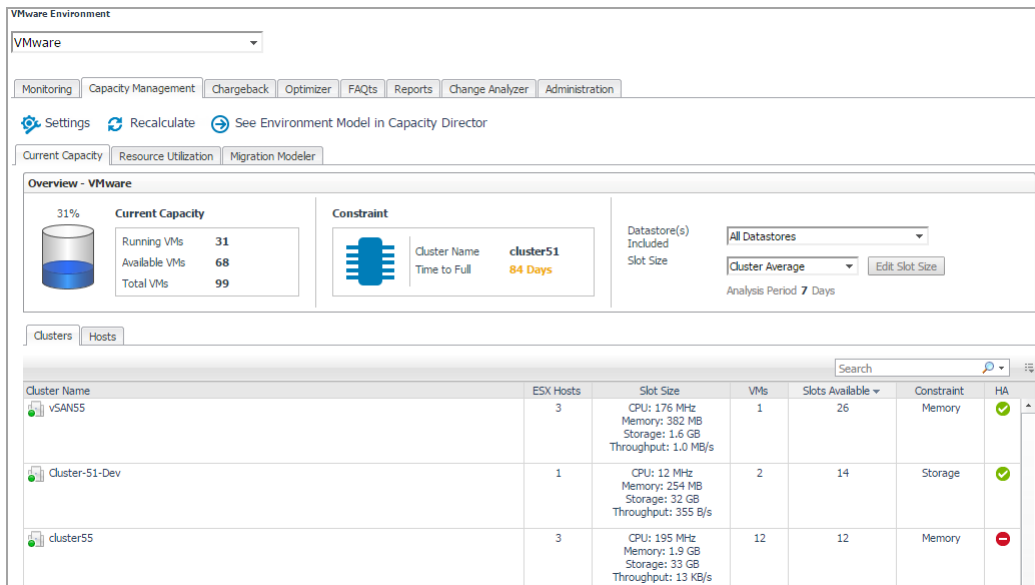 VMware Environment
VMware
Monitoring Capacity Management Chargeback Optimizer FAQts Reports Change Analyzer Administration
Settings Recalculate See Environment Model in Capacity Director
Current Capacity Resource Utilization Migration Modeler
Overview - VMware
31%
Current Capacity
Running VMs 31
Available VMs 68
Total VMs 99
Constraint
Cluster Name cluster51
Time to Full 84 Days
Datastore(s)
Included
All Datastores
Slot Size Cluster Average Edit Slot Size
Analysis Period 7 Days
Clusters Hosts
Search
Cluster Name ESX Hosts Slot Size VMs Slots Available Constraint HA
vSAN55 3 CPU: 176 MHz 1 26 Memory
Memory: 382 MB
Storage: 1.6 GB
Throughput: 1.0 MB/s
Cluster-51-Dev 1 CPU: 12 MHz 2 14 Storage
Memory: 254 MB
Storage: 32 GB
Throughput: 355 B/s
cluster55 3 CPU: 195 MHz 12 12 Memory
Memory: 1.9 GB
Storage: 33 GB
Throughput: 13 KB/s